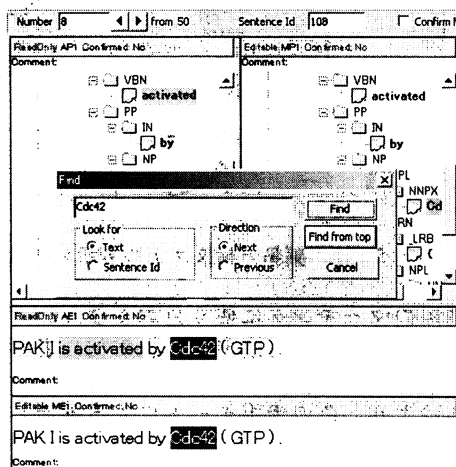 Number 8 from 50 Sentence Id 108 Confirm
ReadOnly AP1 Confirmed: No Editable MP1 Confirmed: No
Comment: Comment:
VBN VBN
activated activated
PP PP
IN IN
by by
NP NP
Find
Cdc42 Find
Look for Direction
Text Next Find from top
Sentence Id Previous Cancel
PL
NNPX
Cd
RN
LRB
(
NPL
ReadOnly AE1 Confirmed: No
PAK I is activated by Cdc42 ( GTP ) .
Comment:
Editable ME1 Confirmed: No
PAK I is activated by Cdc42 ( GTP ) .
Comment: